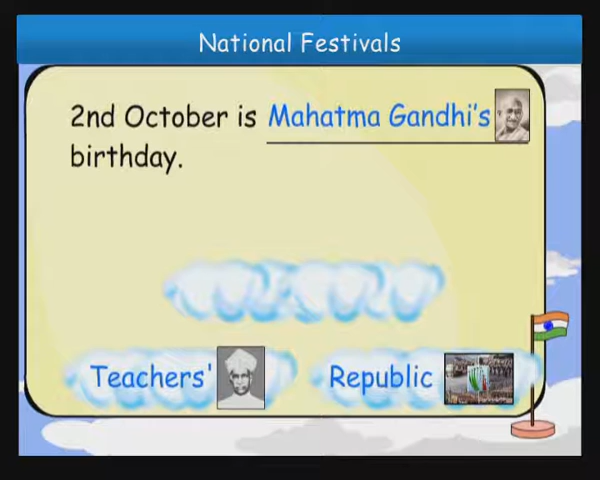 National Festivals
2nd October is Mahatma Gandhi's
birthday.
Teachers' Republic